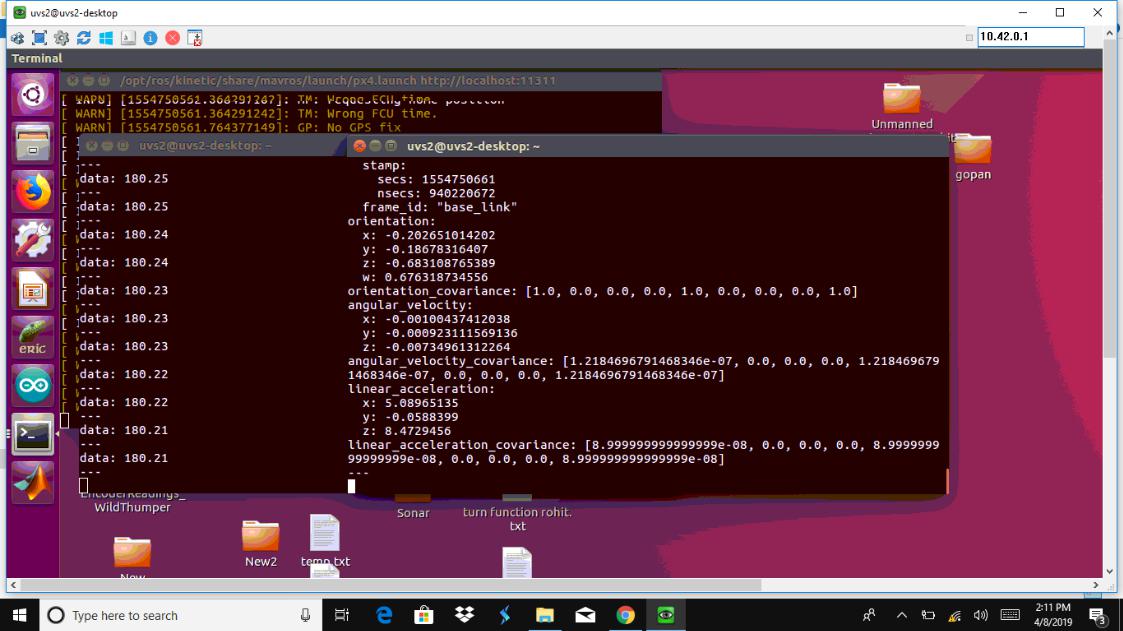 uvs2@uvs2-desktop
10.42.0.1
Terminal
/opt/ros/kinetic/share/mavros/launch/px4.launch http://localhost:11311
[ WARN] [1554750561.364291242]: TM: Wrong FCU time.
[ WARN] [1554750561.764377149]: GP: No GPS fix
uvs2@uvs2-desktop: ~
---
data: 180.25
---
data: 180.25
---
data: 180.24
---
data: 180.24
---
data: 180.23
---
data: 180.23
---
data: 180.23
---
data: 180.22
---
data: 180.22
---
data: 180.21
---
data: 180.21
---
uvs2@uvs2-desktop: ~
stamp:
secs: 1554750661
nsecs: 940220672
frame_id: "base_link"
orientation:
x: -0.202651014202
y: -0.18678316407
z: -0.683108765389
w: 0.676318734556
orientation_covariance: [1.0, 0.0, 0.0, 0.0, 1.0, 0.0, 0.0, 0.0, 1.0]
angular_velocity:
x: -0.00100437412038
y: -0.000923111569136
z: -0.00734961312264
angular_velocity_covariance: [1.2184696791468346e-07, 0.0, 0.0, 0.0, 1.218469679
1468346e-07, 0.0, 0.0, 0.0, 1.2184696791468346e-07]
linear_acceleration:
x: 5.08965135
y: -0.0588399
z: 8.4729456
linear_acceleration_covariance: [8.999999999999999e-08, 0.0, 0.0, 0.0, 8.9999999
99999999e-08, 0.0, 0.0, 0.0, 8.999999999999999e-08]
---
Unmanned
gopan
eric
EncoderReadings_
WildThumper
Sonar
turn function rohit.
txt
New2
temp.txt
New
Type here to search
2:11 PM
4/8/2019
3